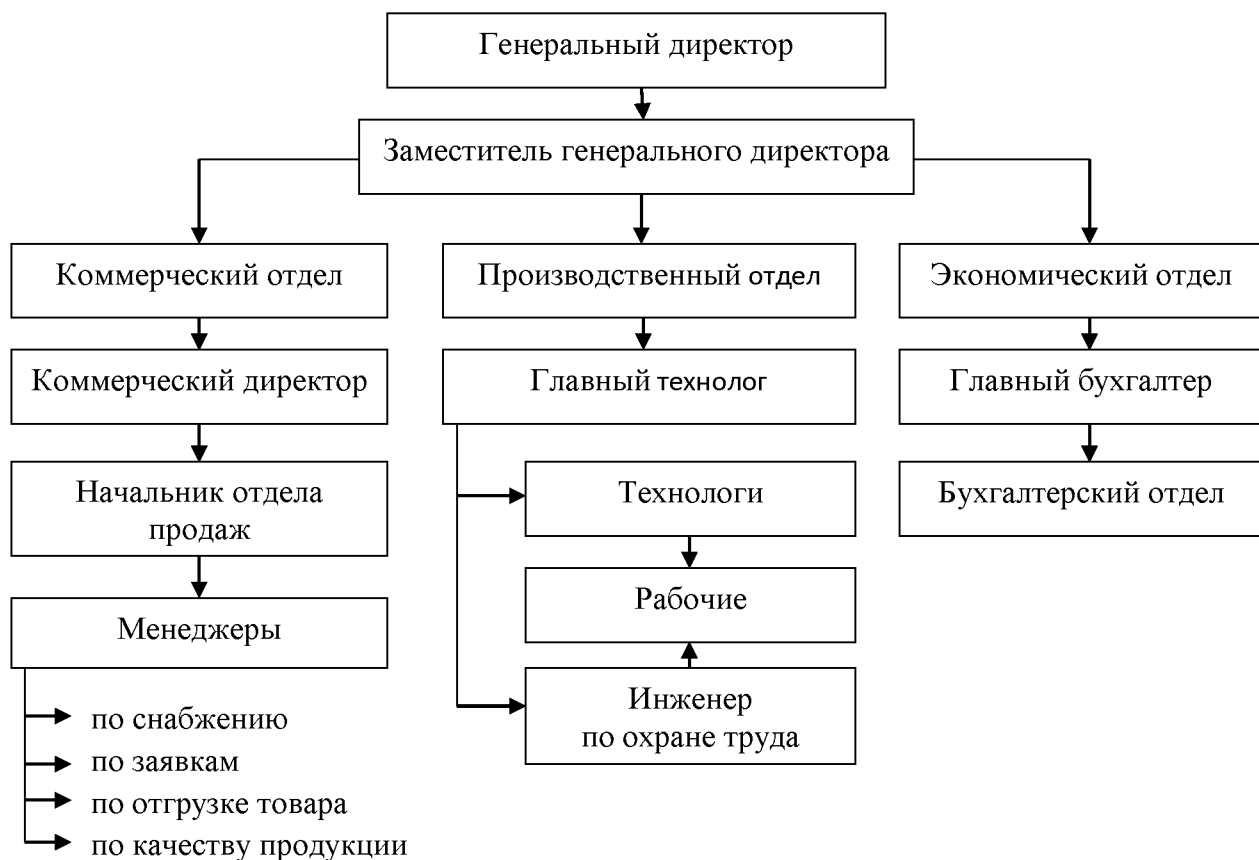 Генеральный директор
Заместитель генерального директора
Коммерческий отдел
Производственный отдел
Экономический отдел
Коммерческий директор
Главный технолог
Главный бухгалтер
Начальник отдела
продаж
Технологи
Бухгалтерский отдел
Рабочие
Менеджеры
Инженер
по охране труда
по снабжению
по заявкам
по отгрузке товара
по качеству продукции